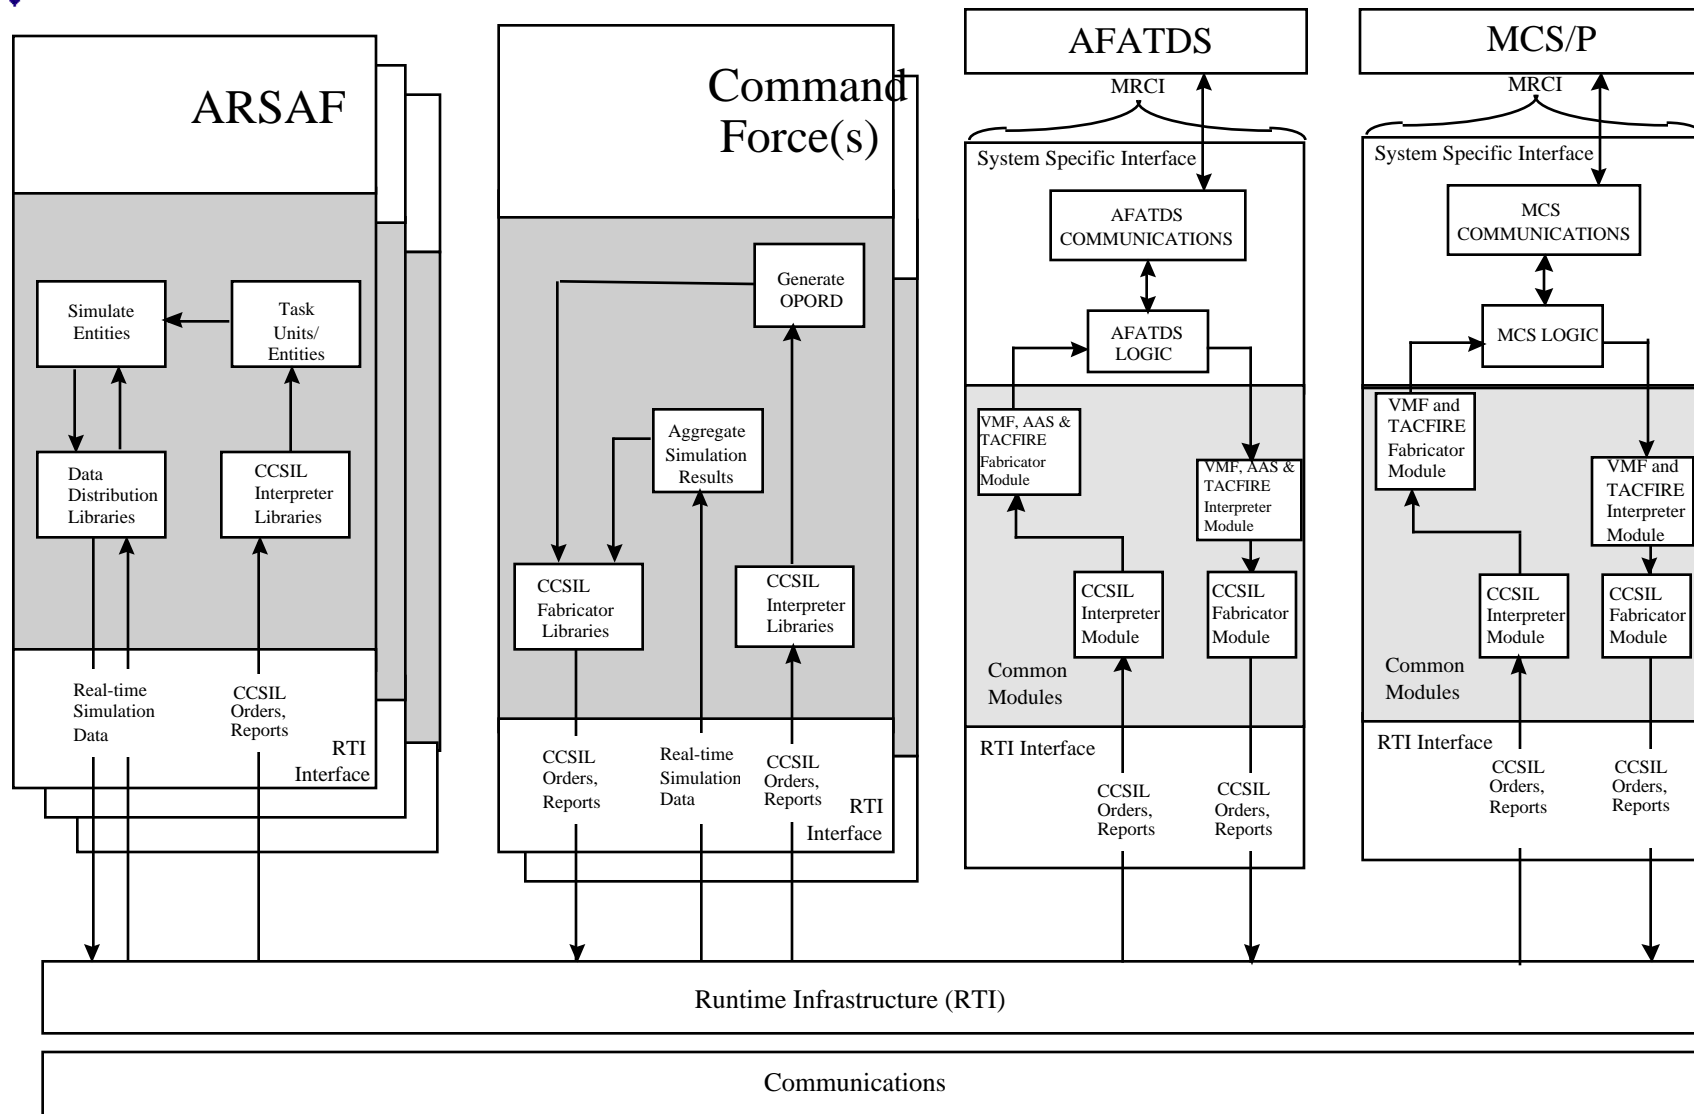 ARSAF
Simulate
Entities
Task
Units/
Entities
Data
Distribution
Libraries
CCSIL
Interpreter
Libraries
Real-time
Simulation
Data
CCSIL
Orders,
Reports
RTI
Interface
Command
Force(s)
Generate
OPORD
Aggregate
Simulation
Results
CCSIL
Fabricator
Libraries
CCSIL
Interpreter
Libraries
CCSIL
Orders,
Reports
Real-time
Simulation
Data
CCSIL
Orders,
Reports
RTI
Interface
AFATDS
MRCI
System Specific Interface
AFATDS
COMMUNICATIONS
AFATDS
LOGIC
VMF, AAS &
TACFIRE
Fabricator
Module
VMF, AAS &
TACFIRE
Interpreter
Module
CCSIL
Interpreter
Module
CCSIL
Fabricator
Module
Common
Modules
RTI Interface
CCSIL
Orders,
Reports
CCSIL
Orders,
Reports
MCS/P
MRCI
System Specific Interface
MCS
COMMUNICATIONS
MCS LOGIC
VMF and
TACFIRE
Fabricator
Module
VMF and
TACFIRE
Interpreter
Module
CCSIL
Interpreter
Module
CCSIL
Fabricator
Module
Common
Modules
RTI Interface
CCSIL
Orders,
Reports
CCSIL
Orders,
Reports
Runtime Infrastructure (RTI)
Communications